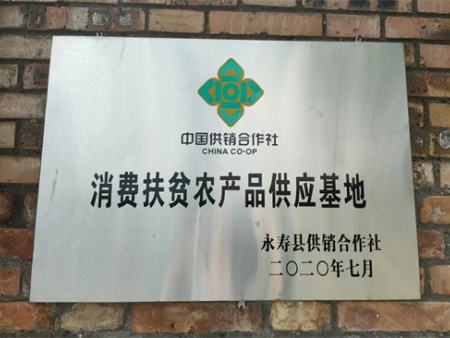 中国供销合作社
CHINA CO-OP
消费扶贫农产品供应基地
永寿县供销合作社
二〇二〇年七月